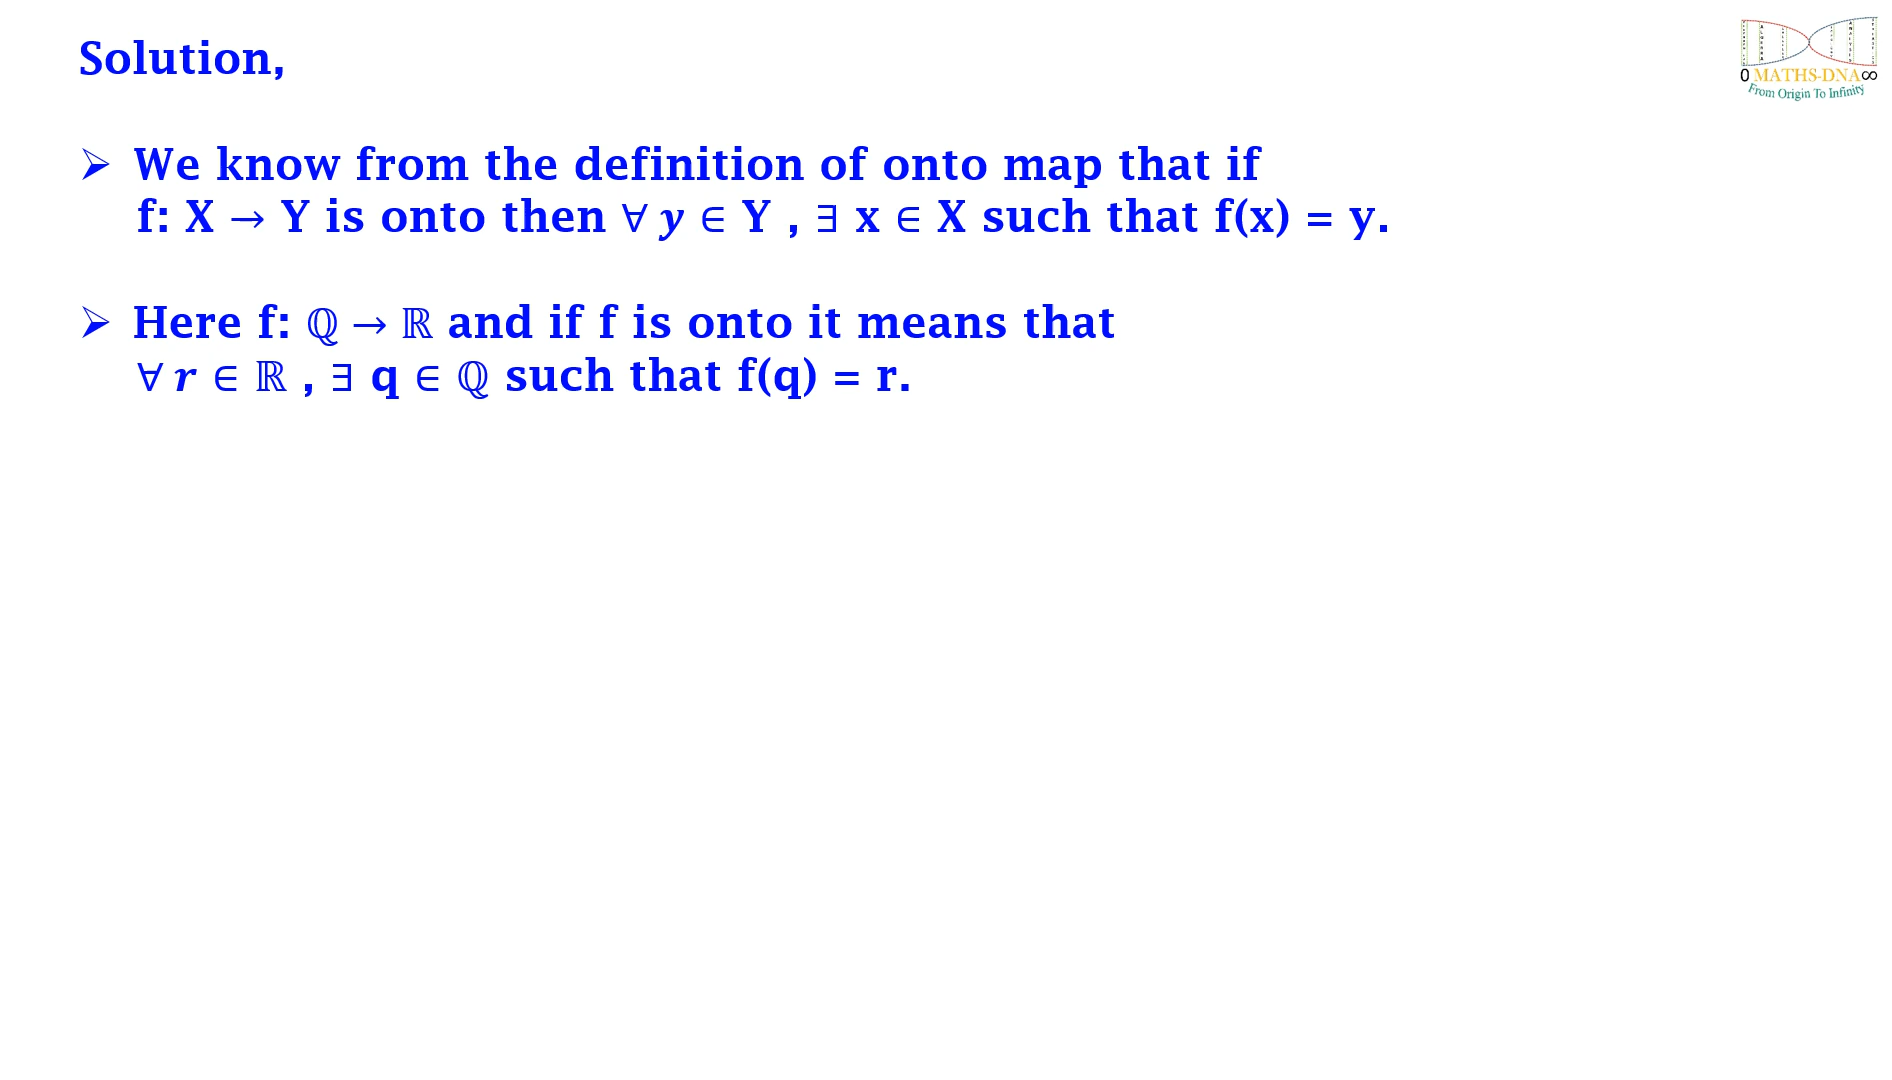 Solution,
0 MATHS-DNA ∞
From Origin To Infinity
➢ We know from the definition of onto map that if
f: X → Y is onto then ∀ y ∈ Y , ∃ x ∈ X such that f(x) = y.
➢ Here f: ℚ → ℝ and if f is onto it means that
∀ r ∈ ℝ , ∃ q ∈ ℚ such that f(q) = r.